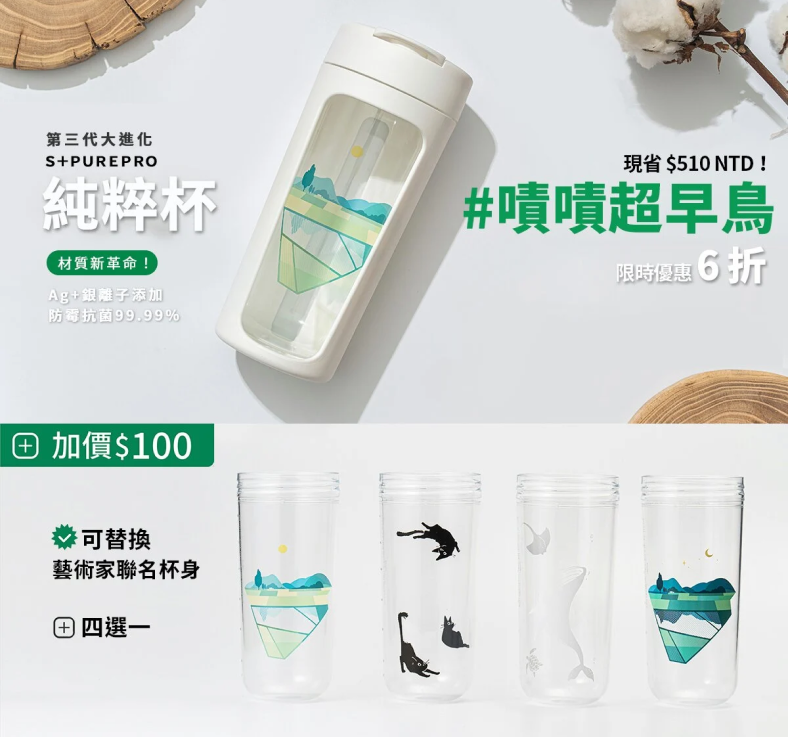 第三代大進化
S+PUREPRO
純粹杯
材質新革命！
Ag+銀離子添加
防霉抗菌99.99%
現省 $510 NTD！
#嘖嘖超早鳥
限時優惠 6 折
加價$100
可替換
藝術家聯名杯身
四選一